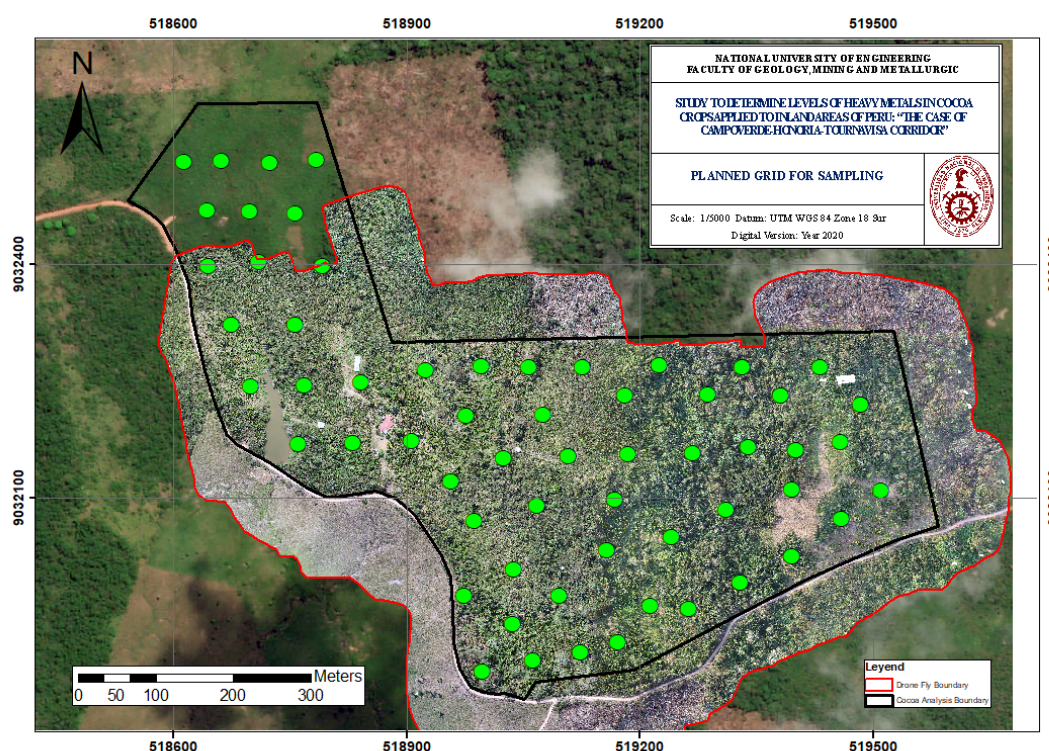 518600 518900 519200 519500
N
NATIONAL UNIVERSITY OF ENGINEERING
FACULTY OF GEOLOGY, MINING AND METALLURGIC
STUDY TO DETERMINE LEVELS OF HEAVY METALS IN COCOA
CROPS APPLIED TO INLAND AREAS OF PERU: “THE CASE OF
CAMPOVERDE-HONORIA-TOURNAVISA CORRIDOR”
PLANNED GRID FOR SAMPLING
Scale: 1/5000 Datum: UTM WGS 84 Zone 18 Sur
Digital Version: Year 2020
9032400
9032100
Meters
0 50 100 200 300
Leyend
Drone Fly Boundary
Cocoa Analysis Boundary
518600 518900 519200 519500